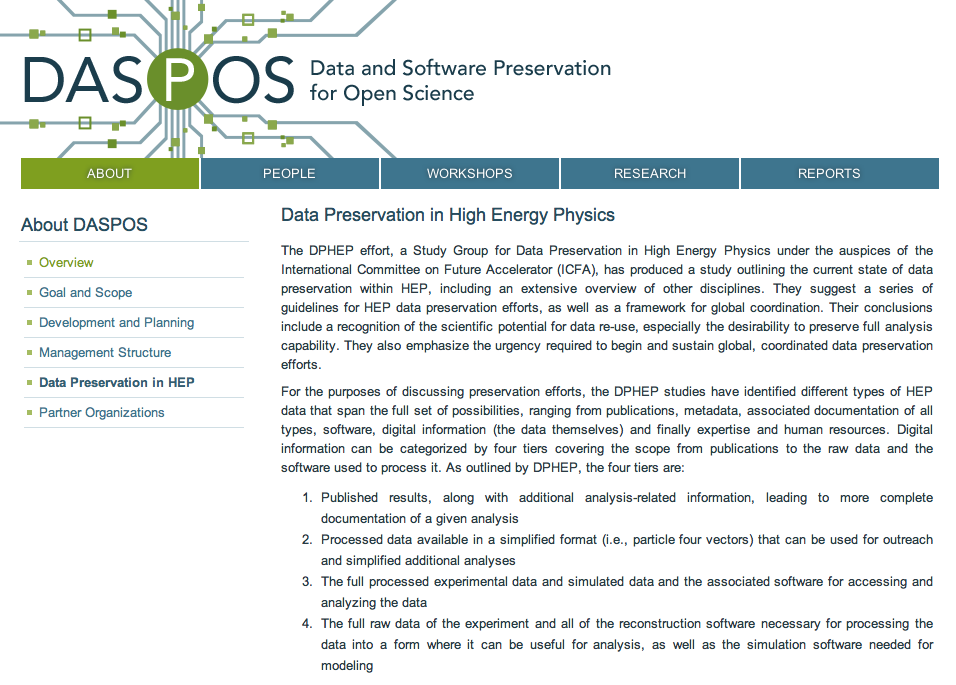 DASPOS
Data and Software Preservation
for Open Science
ABOUT
PEOPLE
WORKSHOPS
RESEARCH
REPORTS
About DASPOS
Overview
Goal and Scope
Development and Planning
Management Structure
Data Preservation in HEP
Partner Organizations
Data Preservation in High Energy Physics
The DPHEP effort, a Study Group for Data Preservation in High Energy Physics under the auspices of the
International Committee on Future Accelerator (ICFA), has produced a study outlining the current state of data
preservation within HEP, including an extensive overview of other disciplines. They suggest a series of
guidelines for HEP data preservation efforts, as well as a framework for global coordination. Their conclusions
include a recognition of the scientific potential for data re-use, especially the desirability to preserve full analysis
capability. They also emphasize the urgency required to begin and sustain global, coordinated data preservation
efforts.
For the purposes of discussing preservation efforts, the DPHEP studies have identified different types of HEP
data that span the full set of possibilities, ranging from publications, metadata, associated documentation of all
types, software, digital information (the data themselves) and finally expertise and human resources. Digital
information can be categorized by four tiers covering the scope from publications to the raw data and the
software used to process it. As outlined by DPHEP, the four tiers are:
1. Published results, along with additional analysis-related information, leading to more complete
documentation of a given analysis
2. Processed data available in a simplified format (i.e., particle four vectors) that can be used for outreach
and simplified additional analyses
3. The full processed experimental data and simulated data and the associated software for accessing and
analyzing the data
4. The full raw data of the experiment and all of the reconstruction software necessary for processing the
data into a form where it can be useful for analysis, as well as the simulation software needed for
modeling